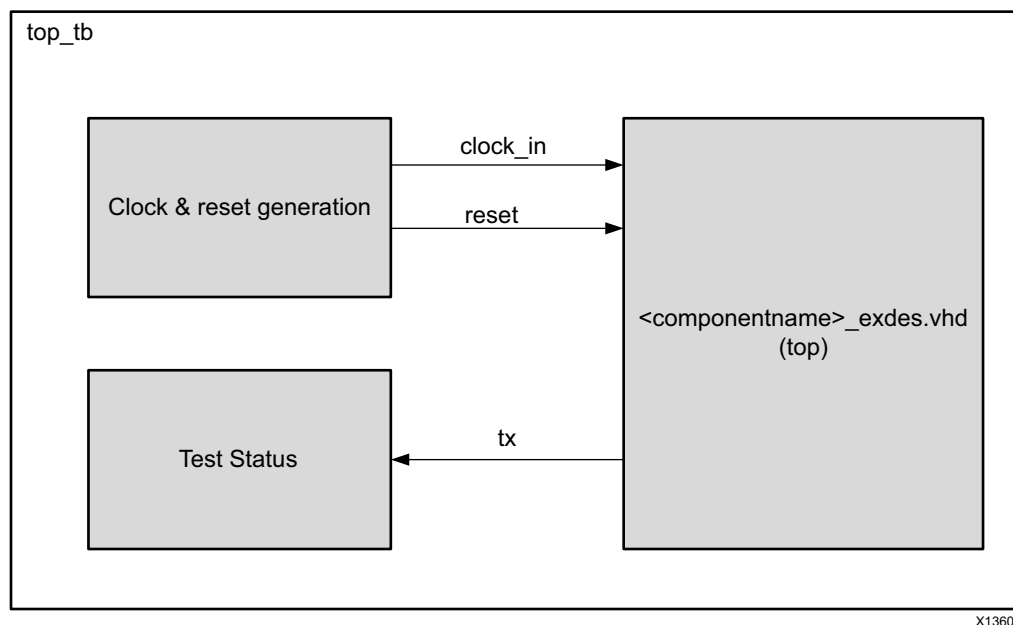 top_tb
clock_in
Clock & reset generation
reset
<componentname>_exdes.vhd
(top)
tx
Test Status
X1360